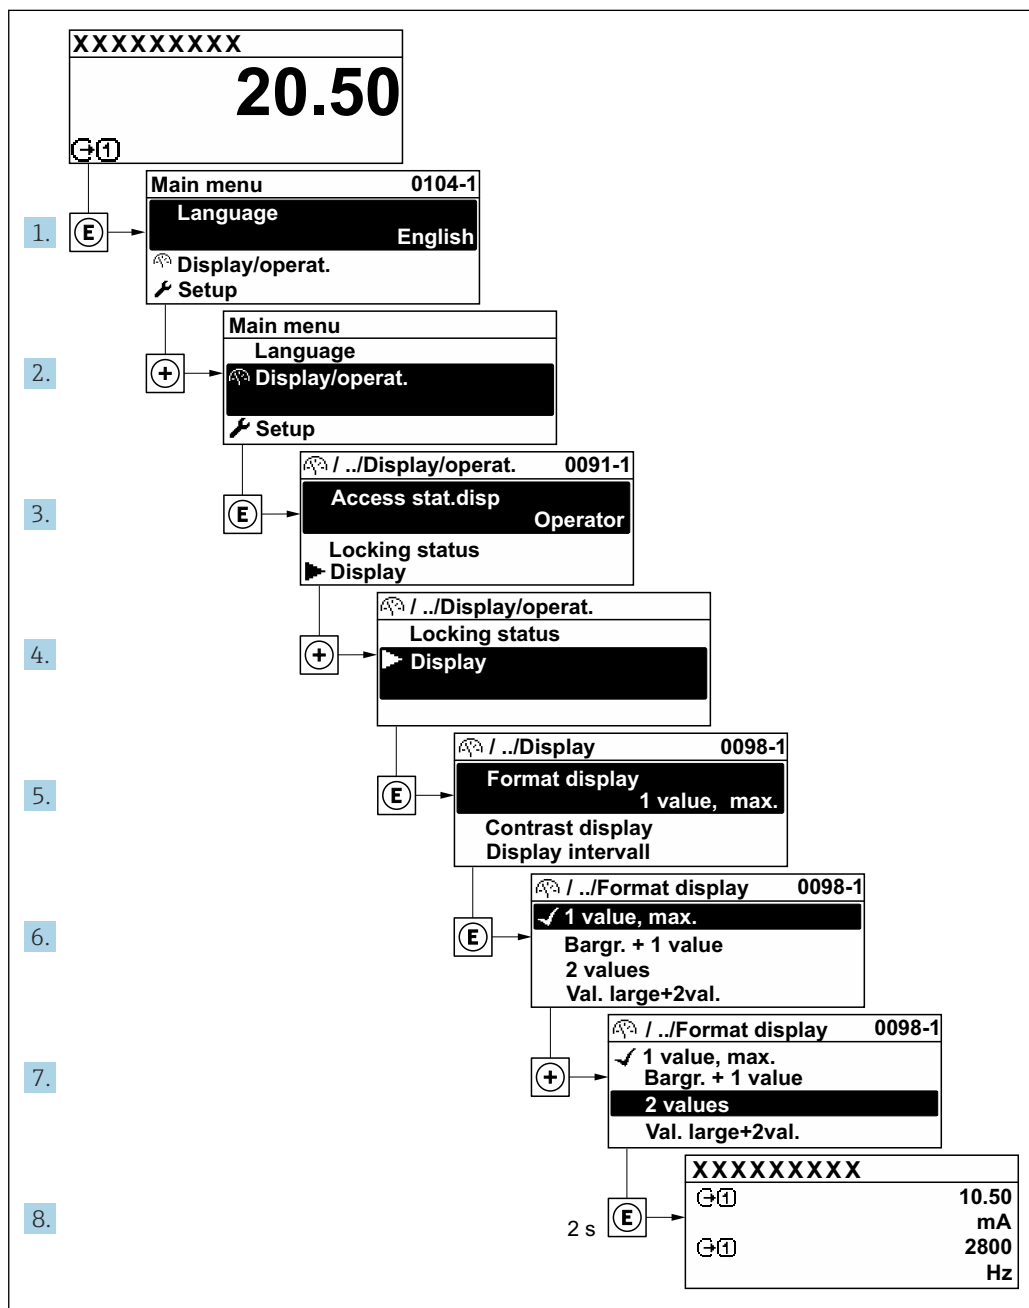 XXXXXXXXX
20.50
1
Main menu 0104-1
1. E Language
English
Display/operat.
Setup
Main menu
Language
2. + Display/operat.
Setup
/ ../Display/operat. 0091-1
3. E Access stat.disp
Operator
Locking status
Display
/ ../Display/operat.
Locking status
4. + Display
/ ../Display 0098-1
5. E Format display
1 value, max.
Contrast display
Display intervall
/ ../Format display 0098-1
1 value, max.
6. E Bargr. + 1 value
2 values
Val. large+2val.
/ ../Format display 0098-1
1 value, max.
7. + Bargr. + 1 value
2 values
Val. large+2val.
XXXXXXXXX
1 10.50
8. 2 s E mA
1 2800
Hz